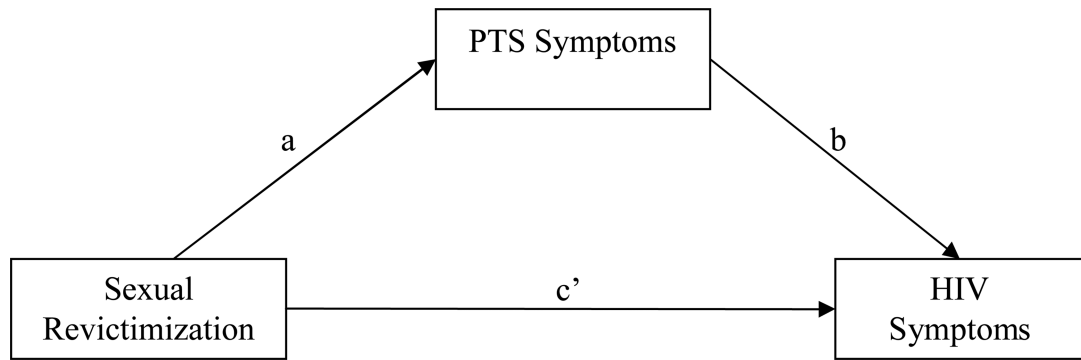 PTS Symptoms
a
b
Sexual
Revictimization
c’
HIV
Symptoms